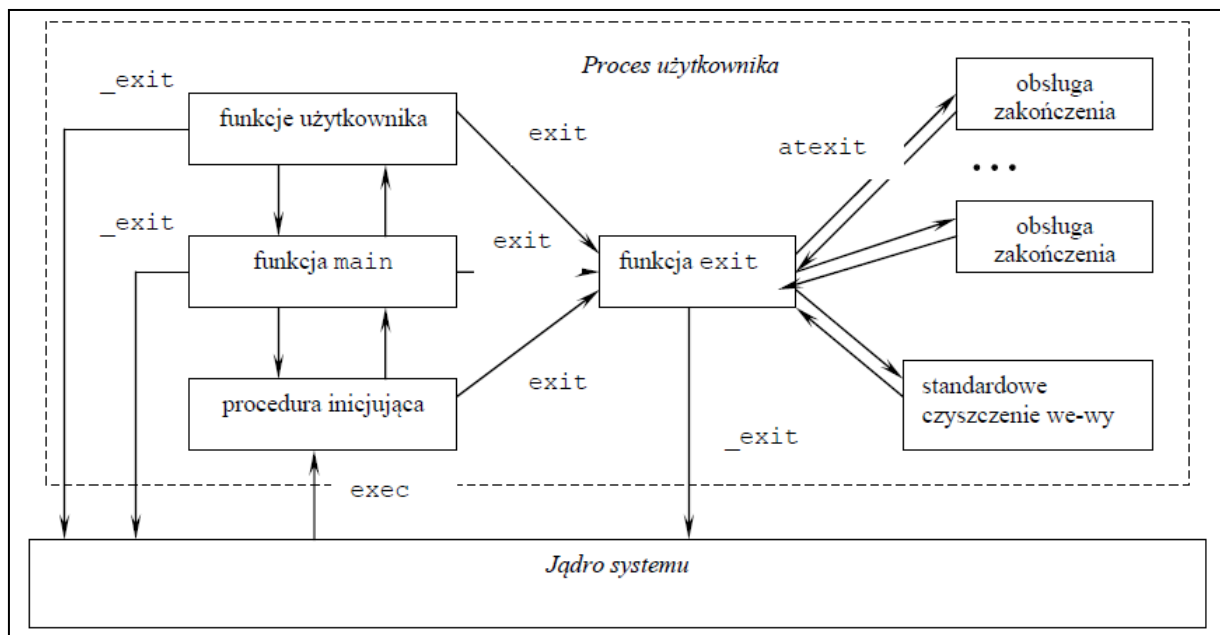 Proces użytkownika
_exit
funkcje użytkownika
exit
atexit
obsługa
zakończenia
...
_exit
funkcja main
exit
funkcja exit
obsługa
zakończenia
procedura inicjująca
exit
_exit
standardowe
czyszczenie we-wy
exec
Jądro systemu